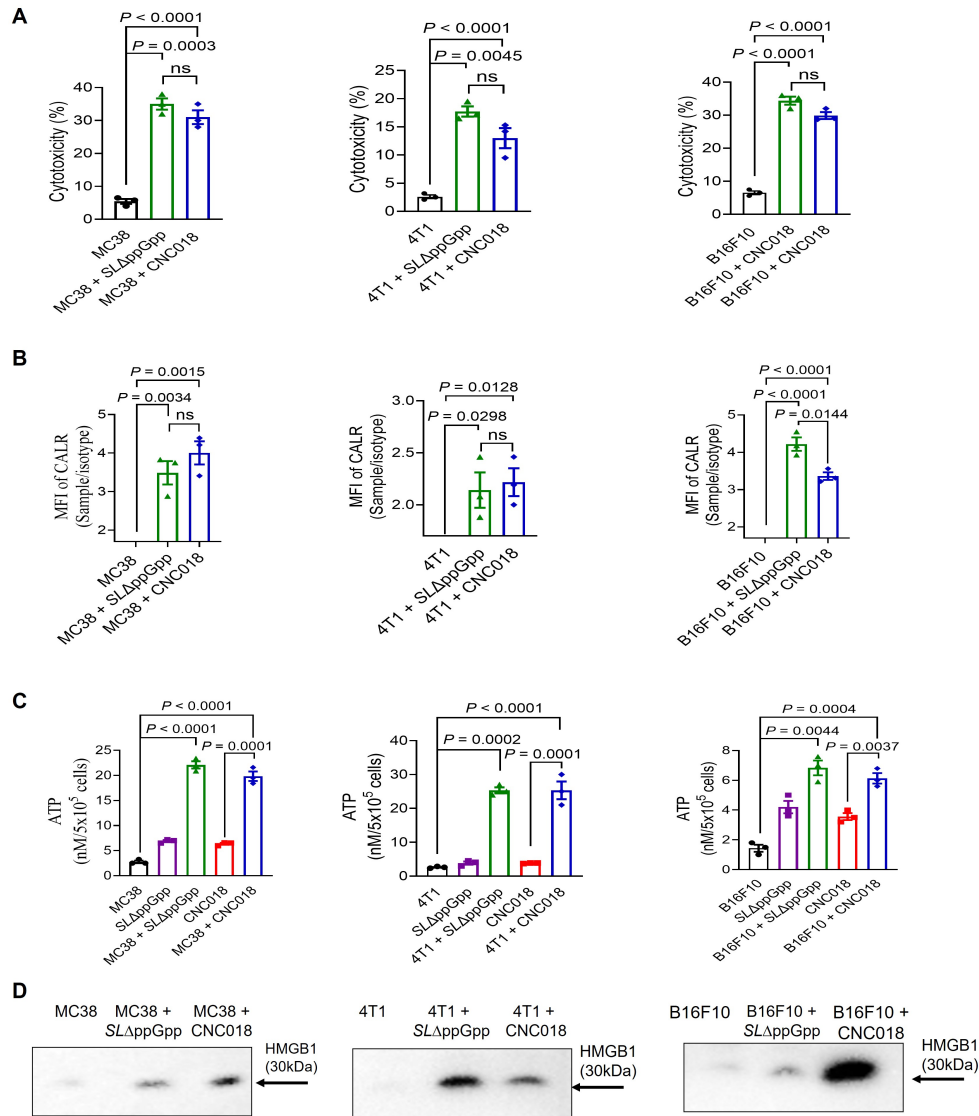 A
P < 0.0001
P = 0.0003
ns
Cytotoxicity (%)
40
30
20
10
0
MC38
MC38 + SLΔppGpp
MC38 + CNC018
P < 0.0001
P = 0.0045
ns
Cytotoxicity (%)
25
20
15
10
5
0
4T1
4T1 + SLΔppGpp
4T1 + CNC018
P < 0.0001
P < 0.0001
ns
Cytotoxicity (%)
40
30
20
10
0
B16F10
B16F10 + CNC018
B16F10 + CNC018
B
P = 0.0015
P = 0.0034
ns
MFI of CALR
(Sample/isotype)
5
4
3
2
MC38
MC38 + SLΔppGpp
MC38 + CNC018
P = 0.0128
P = 0.0298
ns
MFI of CALR
(Sample/isotype)
3.0
2.5
2.0
4T1
4T1 + SLΔppGpp
4T1 + CNC018
P < 0.0001
P < 0.0001
P = 0.0144
MFI of CALR
(Sample/isotype)
5
4
3
2
B16F10
B16F10 + SLΔppGpp
B16F10 + CNC018
C
P < 0.0001
P < 0.0001
P = 0.0001
ATP
(nM/5x10⁵ cells)
25
20
15
10
5
0
MC38
SLΔppGpp
MC38 + SLΔppGpp
CNC018
MC38 + CNC018
P < 0.0001
P = 0.0002
P = 0.0001
ATP
(nM/5x10⁵ cells)
40
30
20
10
0
4T1
SLΔppGpp
4T1 + SLΔppGpp
CNC018
4T1 + CNC018
P = 0.0004
P = 0.0044
P = 0.0037
ATP
(nM/5x10⁵ cells)
8
6
4
2
0
B16F10
SLΔppGpp
B16F10 + SLΔppGpp
CNC018
B16F10 + CNC018
D
MC38
MC38 +
SLΔppGpp
MC38 +
CNC018
HMGB1
(30kDa)
4T1
4T1 +
SLΔppGpp
4T1 +
CNC018
HMGB1
(30kDa)
B16F10
B16F10 +
SLΔppGpp
B16F10 +
CNC018
HMGB1
(30kDa)